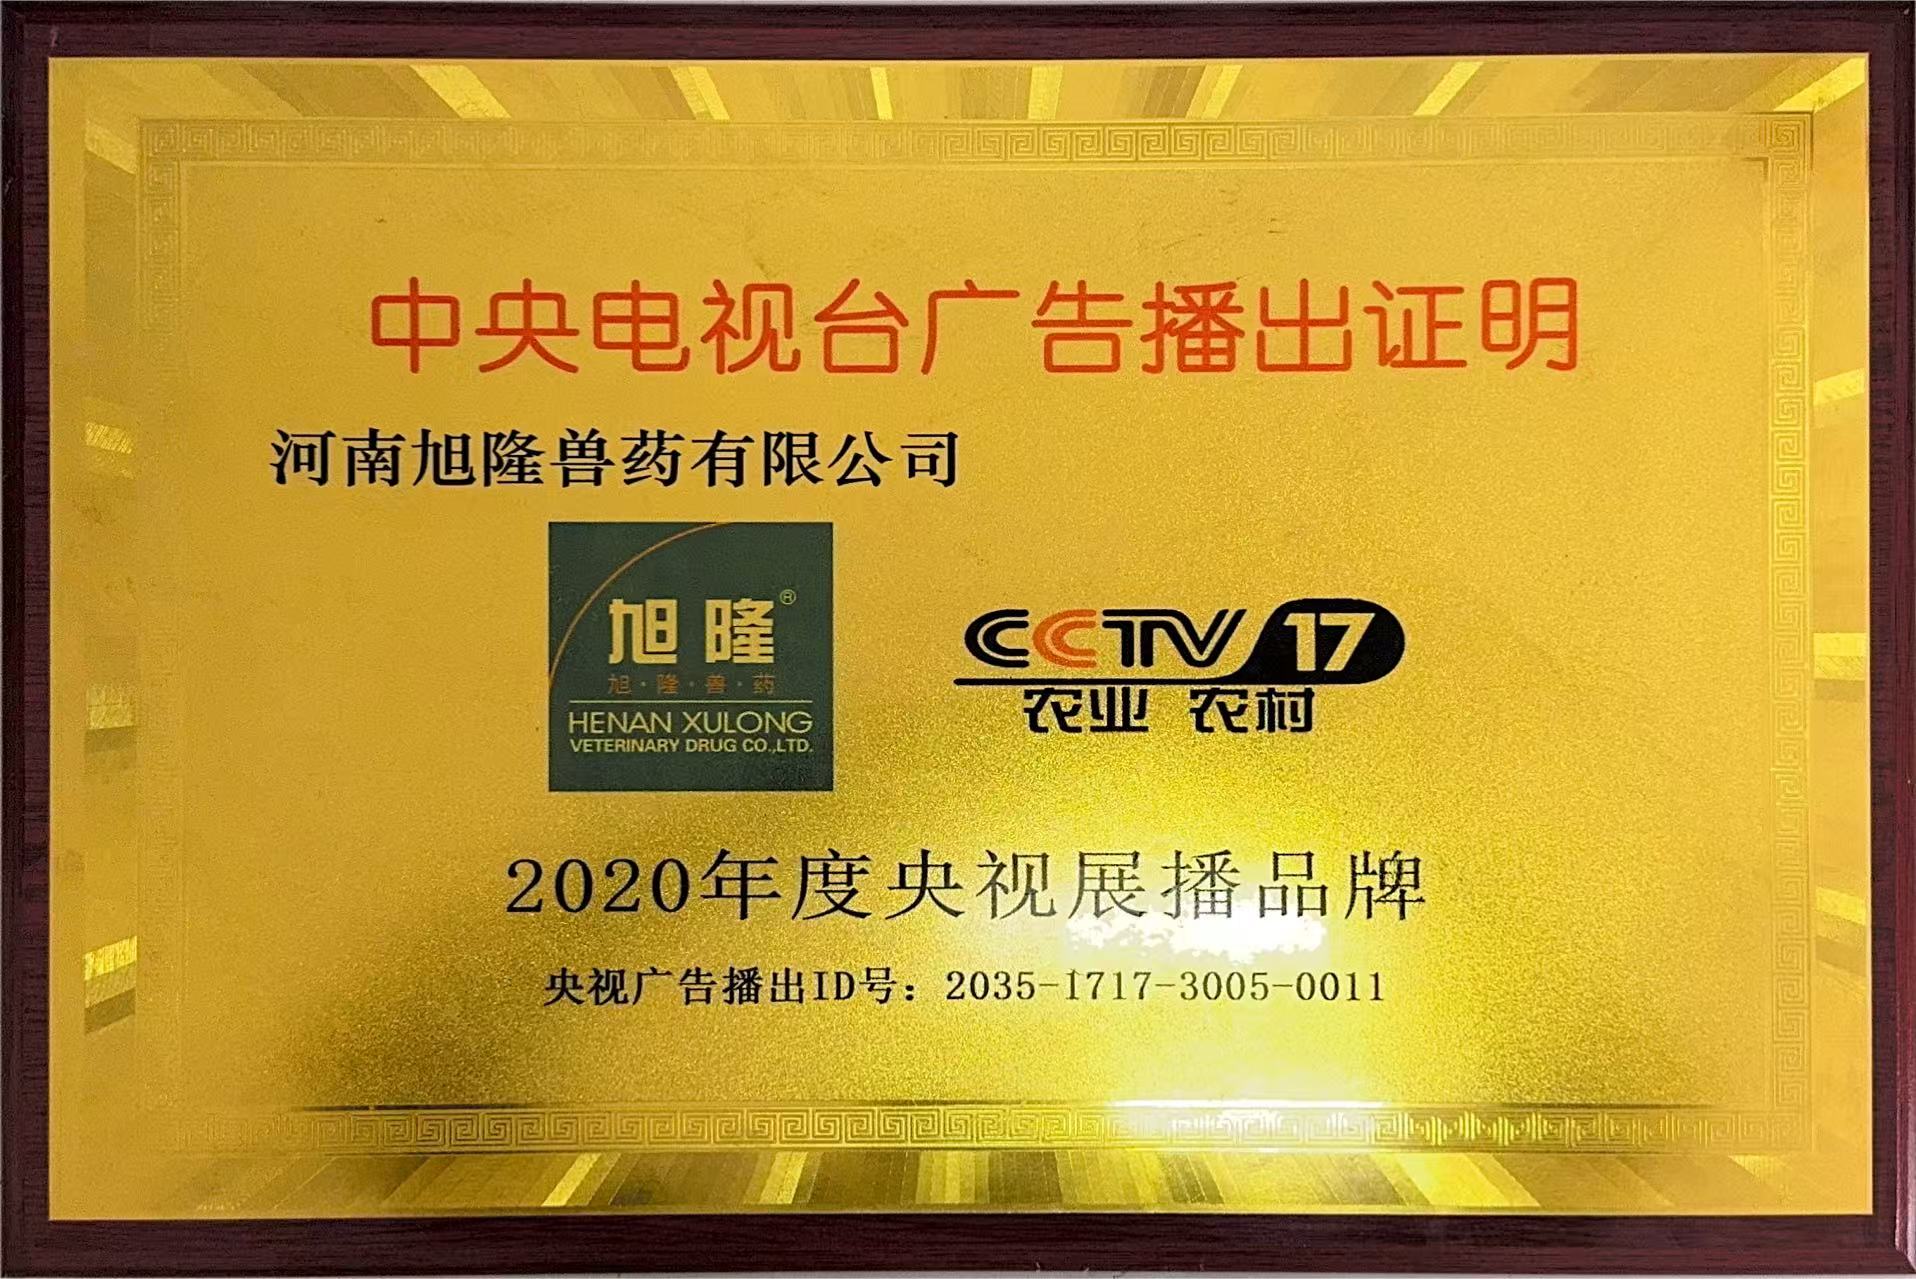 中央电视台广告播出证明
河南旭隆兽药有限公司
旭隆®
旭·隆·兽·药
HENAN XULONG
VETERINARY DRUG CO.,LTD.
CCTV 17
农业 农村
2020年度央视展播品牌
央视广告播出ID号：2035-1717-3005-0011